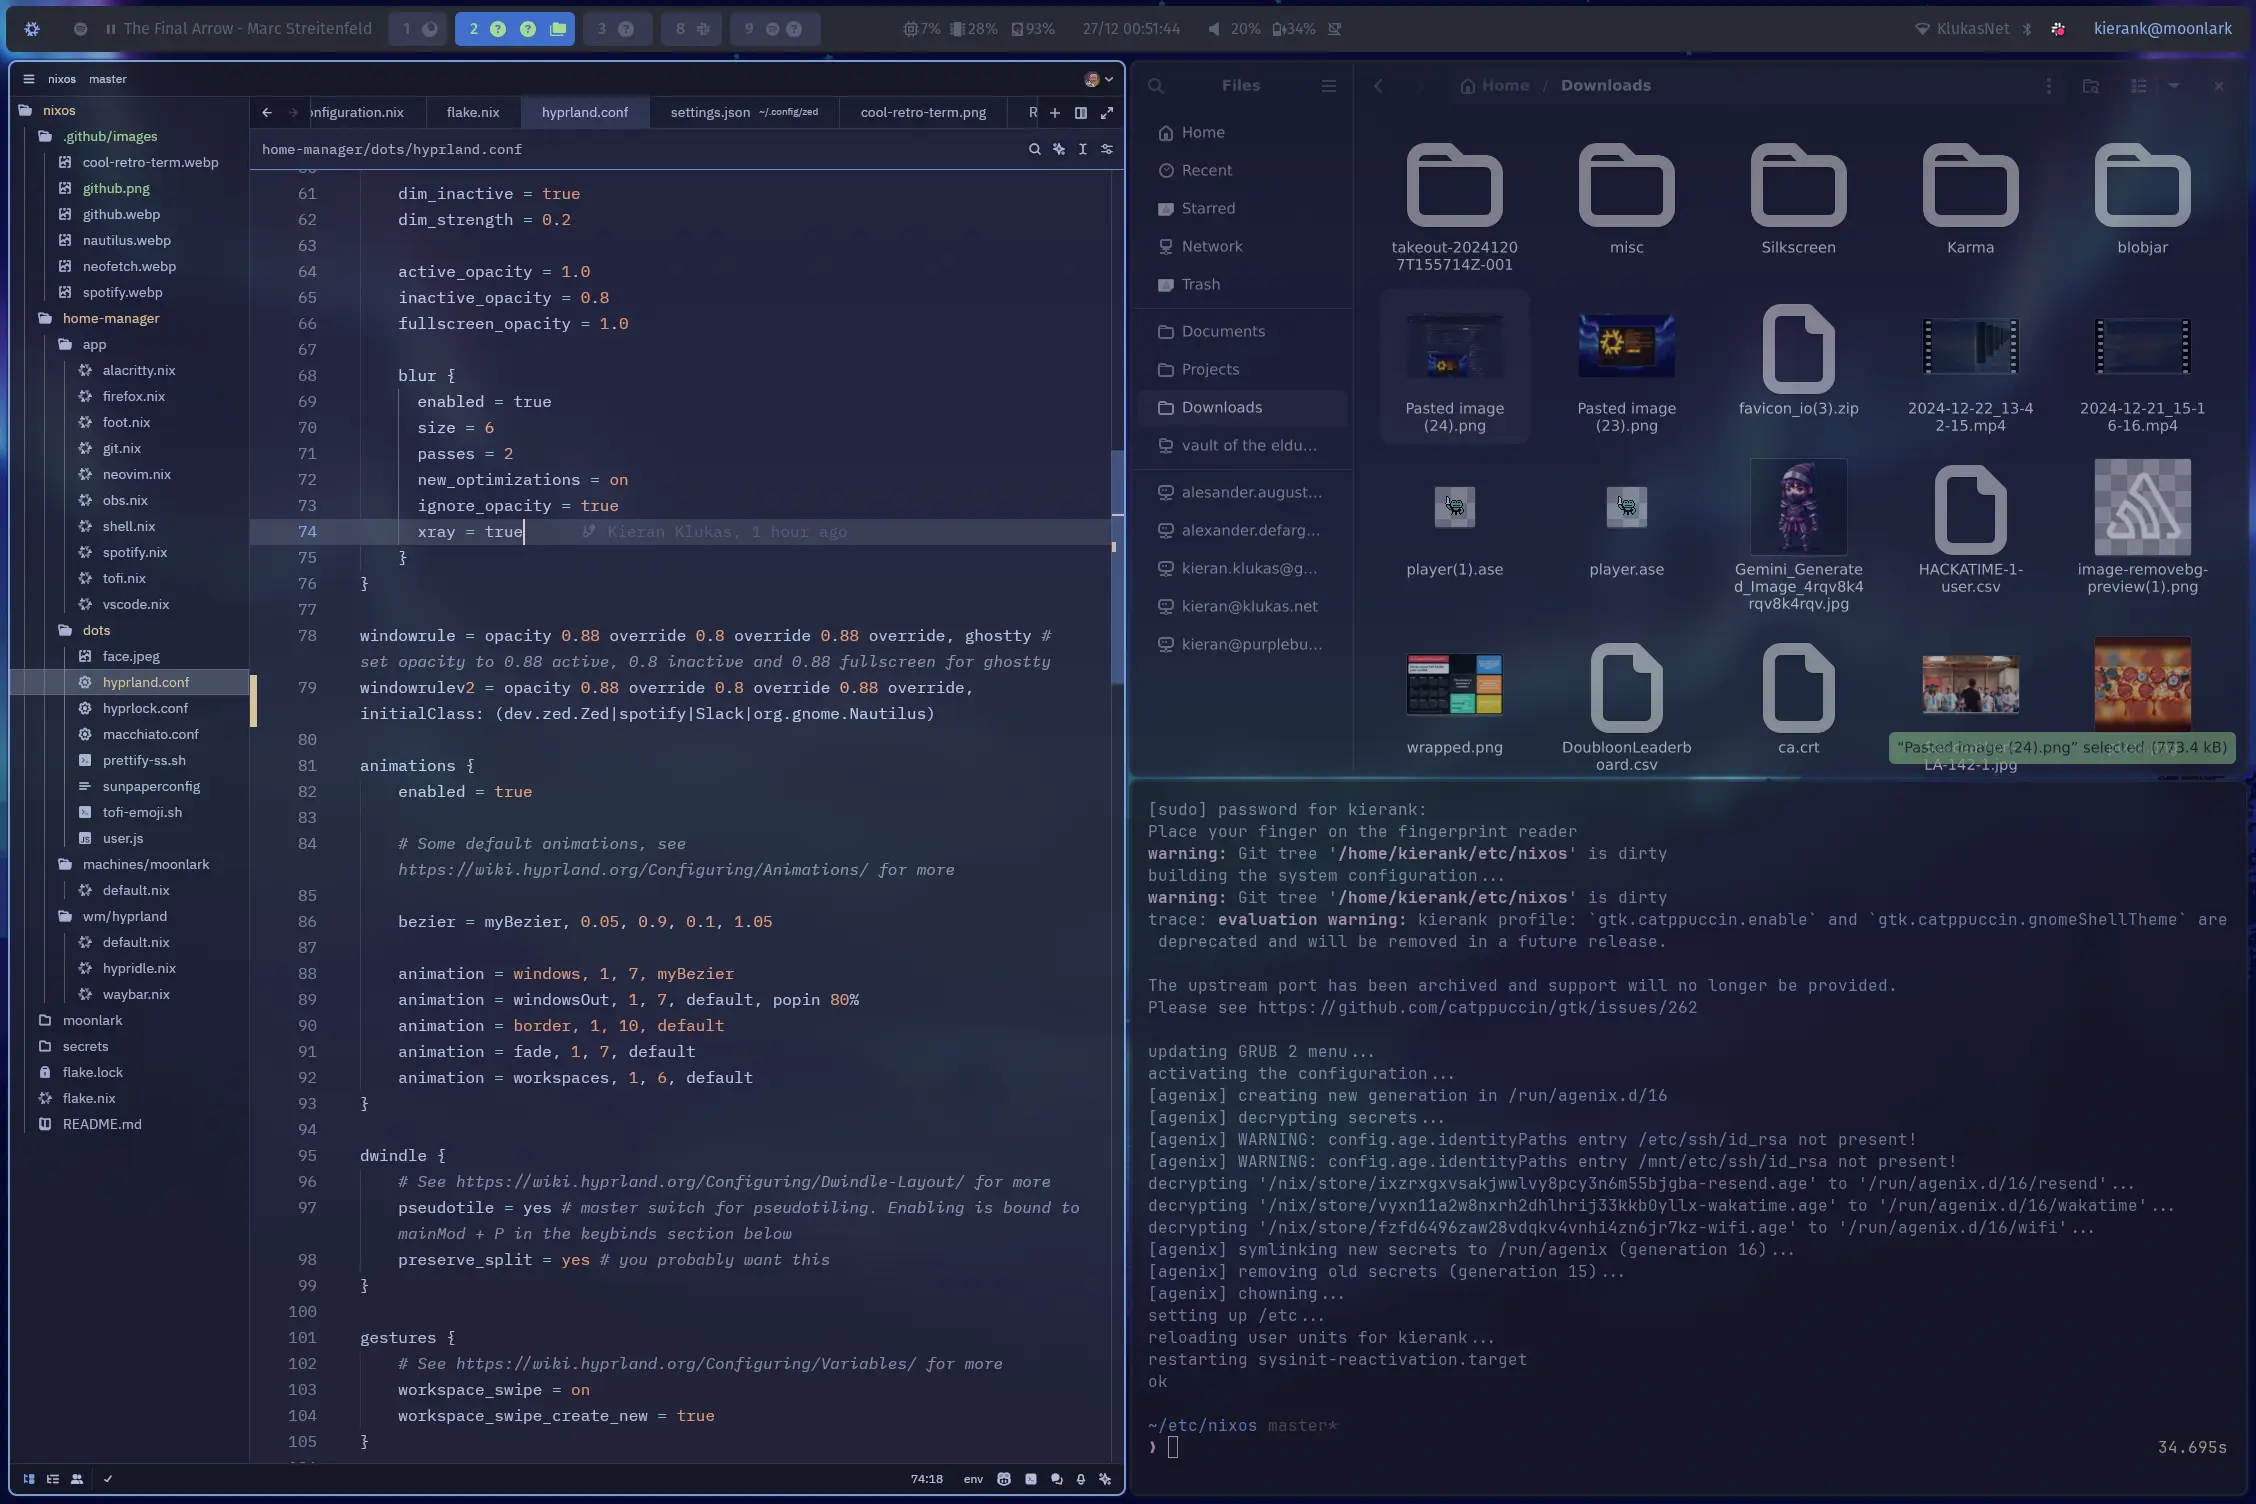 The Final Arrow - Marc Streitenfeld
1
2 ? ?
3 ?
8
9 ?
7% 28% 93%
27/12 00:51:44
20% 34%
KlukasNet
kierank@moonlark
nixos master
nixos
.github/images
cool-retro-term.webp
github.png
github.webp
nautilus.webp
neofetch.webp
spotify.webp
home-manager
app
alacritty.nix
firefox.nix
foot.nix
git.nix
neovim.nix
obs.nix
shell.nix
spotify.nix
tofi.nix
vscode.nix
dots
face.jpeg
hyprland.conf
hyprlock.conf
macchiato.conf
prettify-ss.sh
sunpaperconfig
tofi-emoji.sh
user.js
machines/moonlark
default.nix
wm/hyprland
default.nix
hypridle.nix
waybar.nix
moonlark
secrets
flake.lock
flake.nix
README.md
nfiguration.nix flake.nix hyprland.conf settings.json ~/.config/zed cool-retro-term.png R
home-manager/dots/hyprland.conf
61 dim_inactive = true
62 dim_strength = 0.2
63
64 active_opacity = 1.0
65 inactive_opacity = 0.8
66 fullscreen_opacity = 1.0
67
68 blur {
69 enabled = true
70 size = 6
71 passes = 2
72 new_optimizations = on
73 ignore_opacity = true
74 xray = true Kieran Klukas, 1 hour ago
75 }
76 }
77
78 windowrule = opacity 0.88 override 0.8 override 0.88 override, ghostty #
set opacity to 0.88 active, 0.8 inactive and 0.88 fullscreen for ghostty
79 windowrulev2 = opacity 0.88 override 0.8 override 0.88 override,
initialClass: (dev.zed.Zed|spotify|Slack|org.gnome.Nautilus)
80
81 animations {
82 enabled = true
83
84 # Some default animations, see
https://wiki.hyprland.org/Configuring/Animations/ for more
85
86 bezier = myBezier, 0.05, 0.9, 0.1, 1.05
87
88 animation = windows, 1, 7, myBezier
89 animation = windowsOut, 1, 7, default, popin 80%
90 animation = border, 1, 10, default
91 animation = fade, 1, 7, default
92 animation = workspaces, 1, 6, default
93 }
94
95 dwindle {
96 # See https://wiki.hyprland.org/Configuring/Dwindle-Layout/ for more
97 pseudotile = yes # master switch for pseudotiling. Enabling is bound to
mainMod + P in the keybinds section below
98 preserve_split = yes # you probably want this
99 }
100
101 gestures {
102 # See https://wiki.hyprland.org/Configuring/Variables/ for more
103 workspace_swipe = on
104 workspace_swipe_create_new = true
105 }
74:18 env
Files
Home
Recent
Starred
Network
Trash
Documents
Projects
Downloads
vault of the eldu...
alesander.august...
alexander.defarg...
kieran.klukas@g...
kieran@klukas.net
kieran@purplebu...
Home / Downloads
takeout-2024120
7T155714Z-001
misc
Silkscreen
Karma
blobjar
Pasted image
(24).png
Pasted image
(23).png
favicon_io(3).zip
2024-12-22_13-4
2-15.mp4
2024-12-21_15-1
6-16.mp4
player(1).ase
player.ase
Gemini_Generate
d_Image_4rqv8k4
rqv8k4rqv.jpg
HACKATIME-1-
user.csv
image-removebg-
preview(1).png
wrapped.png
DoubloonLeaderb
oard.csv
ca.crt
LA-142-1.jpg
"Pasted image (24).png" selected (773.4 kB)
[sudo] password for kierank:
Place your finger on the fingerprint reader
warning: Git tree '/home/kierank/etc/nixos' is dirty
building the system configuration...
warning: Git tree '/home/kierank/etc/nixos' is dirty
trace: evaluation warning: kierank profile: `gtk.catppuccin.enable` and `gtk.catppuccin.gnomeShellTheme` are
deprecated and will be removed in a future release.
The upstream port has been archived and support will no longer be provided.
Please see https://github.com/catppuccin/gtk/issues/262
updating GRUB 2 menu...
activating the configuration...
[agenix] creating new generation in /run/agenix.d/16
[agenix] decrypting secrets...
[agenix] WARNING: config.age.identityPaths entry /etc/ssh/id_rsa not present!
[agenix] WARNING: config.age.identityPaths entry /mnt/etc/ssh/id_rsa not present!
decrypting '/nix/store/ixzrxgxvsakjwwlvy8pcy3n6m55bjgba-resend.age' to '/run/agenix.d/16/resend'...
decrypting '/nix/store/vyxn11a2w8nxrh2dhlhrij33kkb0yllx-wakatime.age' to '/run/agenix.d/16/wakatime'...
decrypting '/nix/store/fzfd6496zaw28vdqkv4vnhi4zn6jr7kz-wifi.age' to '/run/agenix.d/16/wifi'...
[agenix] symlinking new secrets to /run/agenix (generation 16)...
[agenix] removing old secrets (generation 15)...
[agenix] chowning...
setting up /etc...
reloading user units for kierank...
restarting sysinit-reactivation.target
ok
~/etc/nixos master*
❯
34.695s